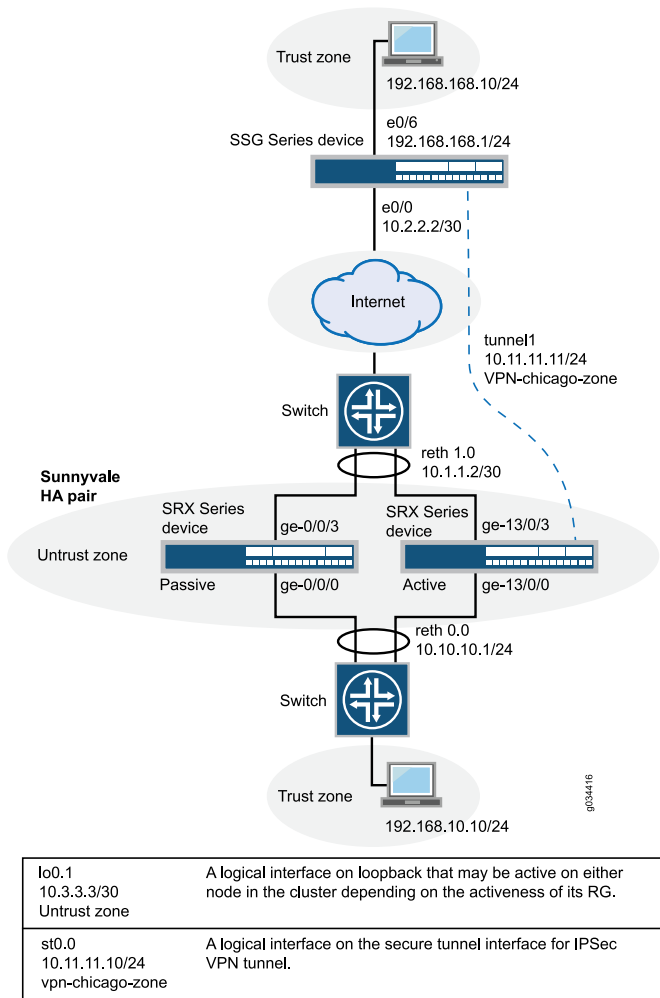 Trust zone
192.168.168.10/24
e0/6
SSG Series device
192.168.168.1/24
e0/0
10.2.2.2/30
Internet
tunnel1
10.11.11.11/24
VPN-chicago-zone
Switch
reth 1.0
10.1.1.2/30
Sunnyvale
HA pair
SRX Series
device
ge-0/0/3
SRX Series
device
ge-13/0/3
Untrust zone
Passive
ge-0/0/0
Active
ge-13/0/0
reth 0.0
10.10.10.1/24
Switch
Trust zone
192.168.10.10/24
g034416
lo0.1
10.3.3.3/30
Untrust zone
A logical interface on loopback that may be active on either
node in the cluster depending on the activeness of its RG.
st0.0
10.11.11.10/24
vpn-chicago-zone
A logical interface on the secure tunnel interface for IPSec
VPN tunnel.